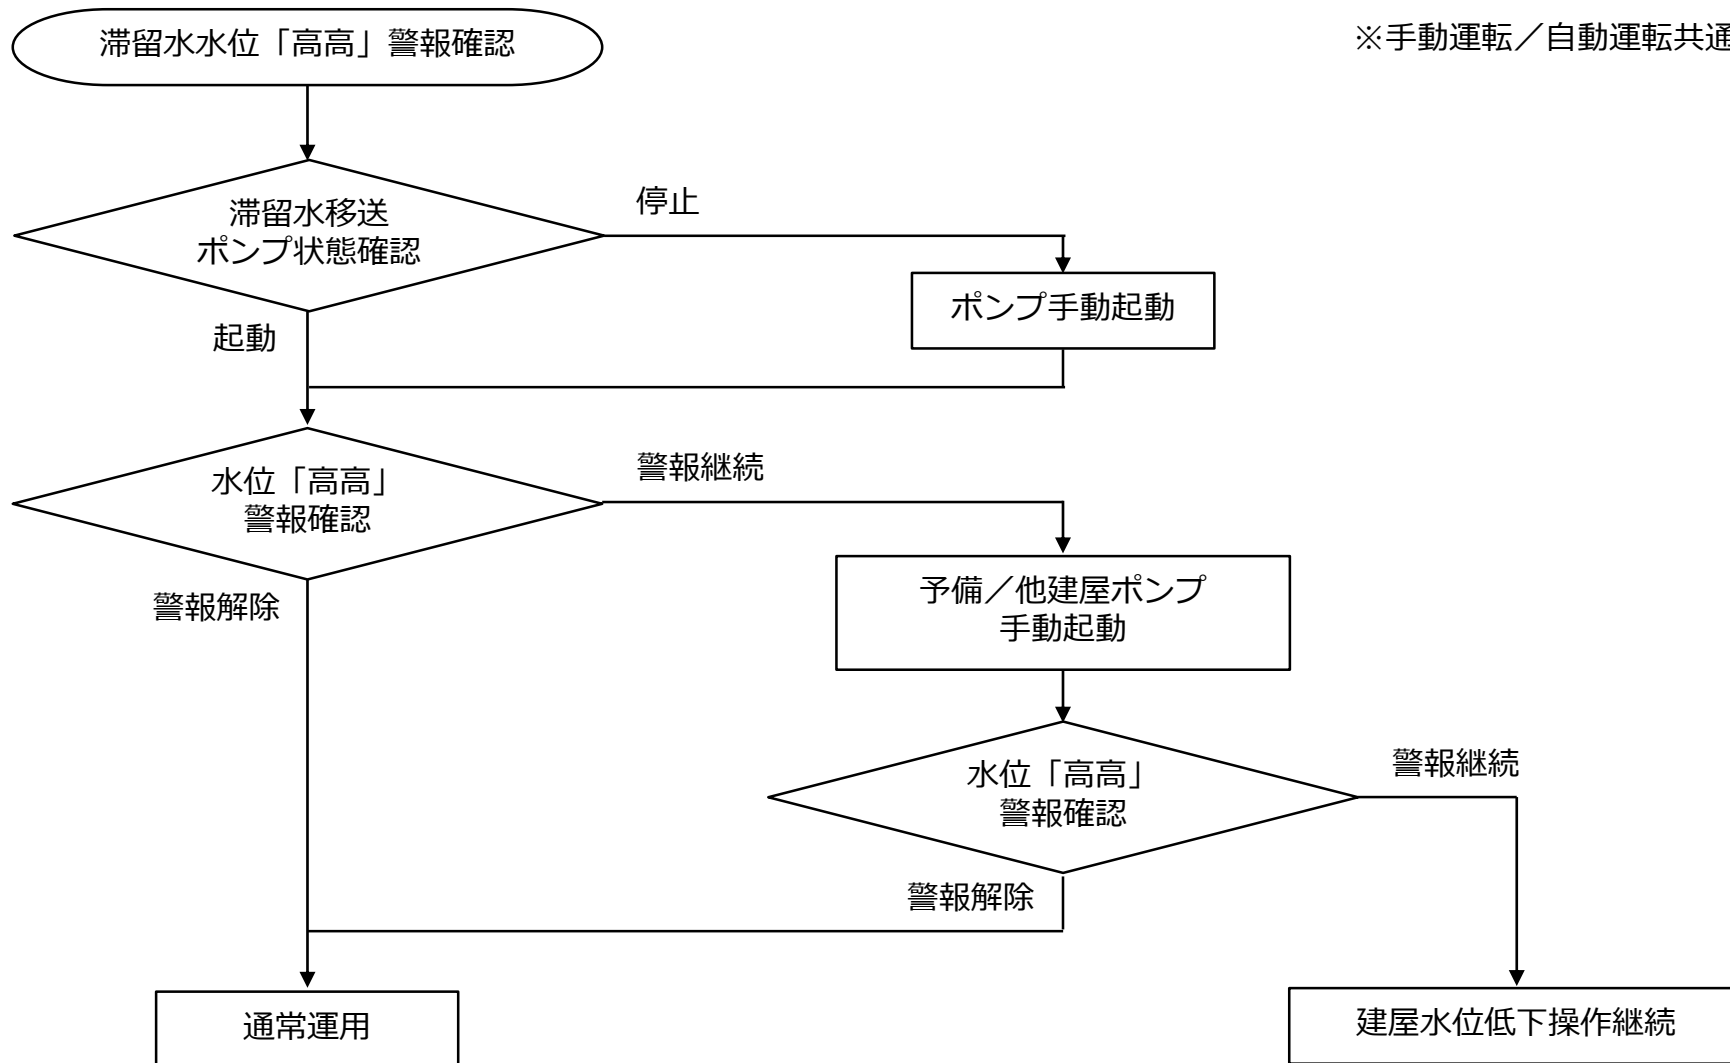 滞留水水位「高高」警報確認
※手動運転／自動運転共通
滞留水移送
ポンプ状態確認
停止
ポンプ手動起動
起動
水位「高高」
警報確認
警報継続
警報解除
予備／他建屋ポンプ
手動起動
水位「高高」
警報確認
警報継続
警報解除
通常運用
建屋水位低下操作継続